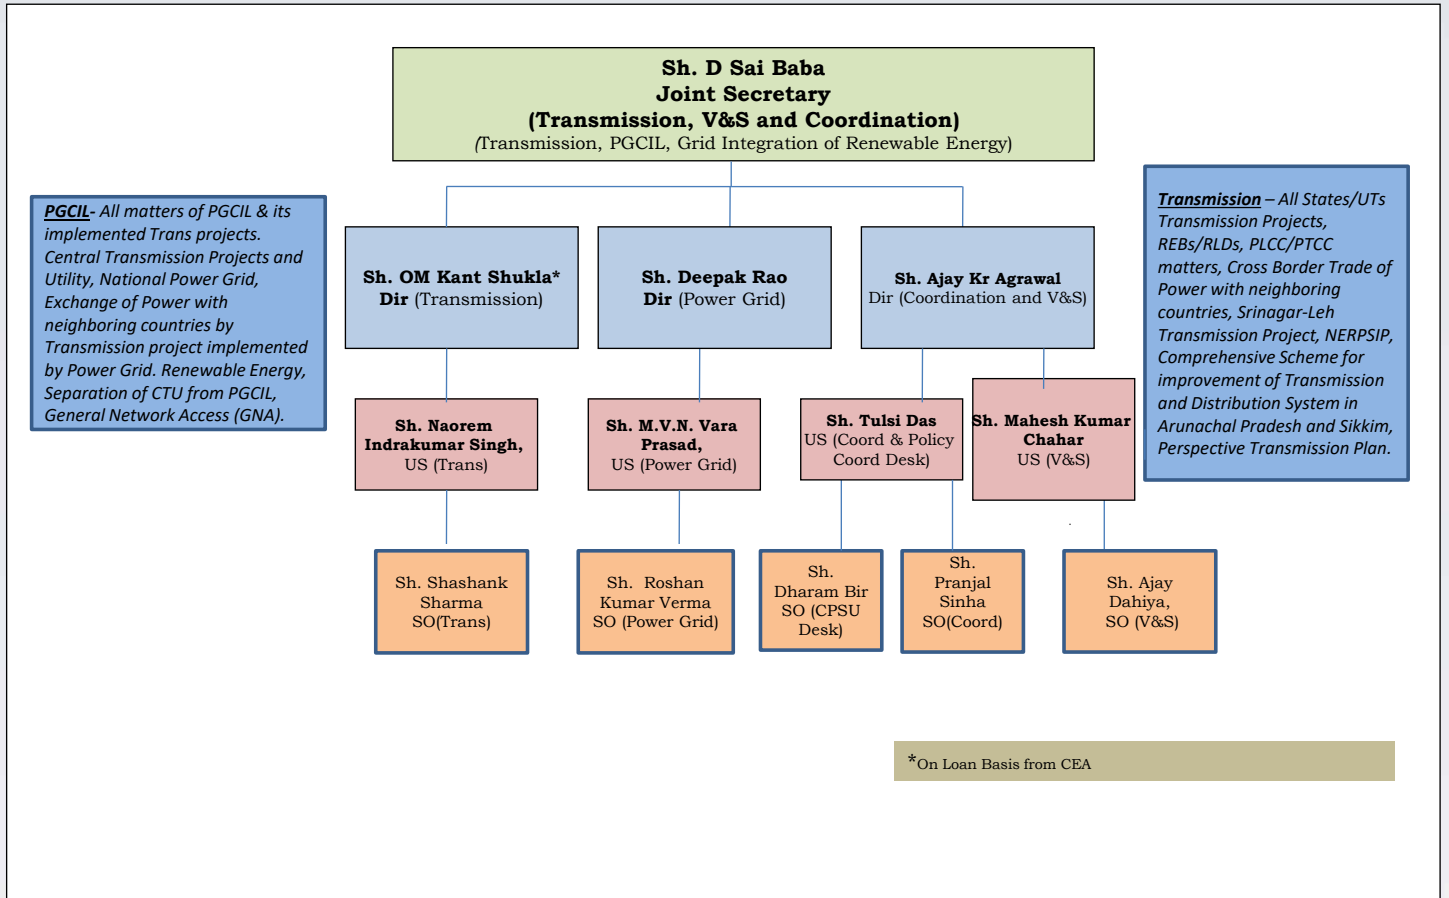 Sh. D Sai Baba
Joint Secretary
(Transmission, V&S and Coordination)
(Transmission, PGCIL, Grid Integration of Renewable Energy)
PGCIL- All matters of PGCIL & its
implemented Trans projects.
Central Transmission Projects and
Utility, National Power Grid,
Exchange of Power with
neighboring countries by
Transmission project implemented
by Power Grid. Renewable Energy,
Separation of CTU from PGCIL,
General Network Access (GNA).
Sh. OM Kant Shukla*
Dir (Transmission)
Sh. Deepak Rao
Dir (Power Grid)
Sh. Ajay Kr Agrawal
Dir (Coordination and V&S)
Transmission – All States/UTs
Transmission Projects,
REBs/RLDs, PLCC/PTCC
matters, Cross Border Trade of
Power with neighboring
countries, Srinagar-Leh
Transmission Project, NERPSIP,
Comprehensive Scheme for
improvement of Transmission
and Distribution System in
Arunachal Pradesh and Sikkim,
Perspective Transmission Plan.
Sh. Naorem
Indrakumar Singh,
US (Trans)
Sh. M.V.N. Vara
Prasad,
US (Power Grid)
Sh. Tulsi Das
US (Coord & Policy
Coord Desk)
Sh. Mahesh Kumar
Chahar
US (V&S)
Sh. Shashank
Sharma
SO(Trans)
Sh. Roshan
Kumar Verma
SO (Power Grid)
Sh.
Dharam Bir
SO (CPSU
Desk)
Sh.
Pranjal
Sinha
SO(Coord)
Sh. Ajay
Dahiya,
SO (V&S)
*On Loan Basis from CEA